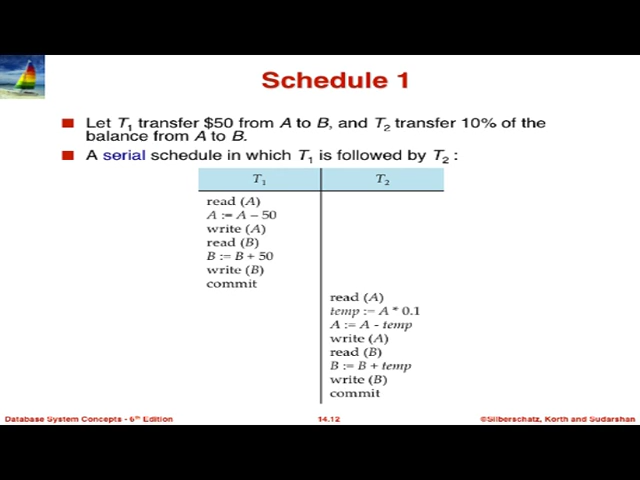 Schedule 1
Let T1 transfer $50 from A to B, and T2 transfer 10% of the
balance from A to B.
A serial schedule in which T1 is followed by T2 :
T1 T2
read (A)
A := A – 50
write (A)
read (B)
B := B + 50
write (B)
commit
read (A)
temp := A * 0.1
A := A - temp
write (A)
read (B)
B := B + temp
write (B)
commit
Database System Concepts - 6th Edition 14.12 ©Silberschatz, Korth and Sudarshan